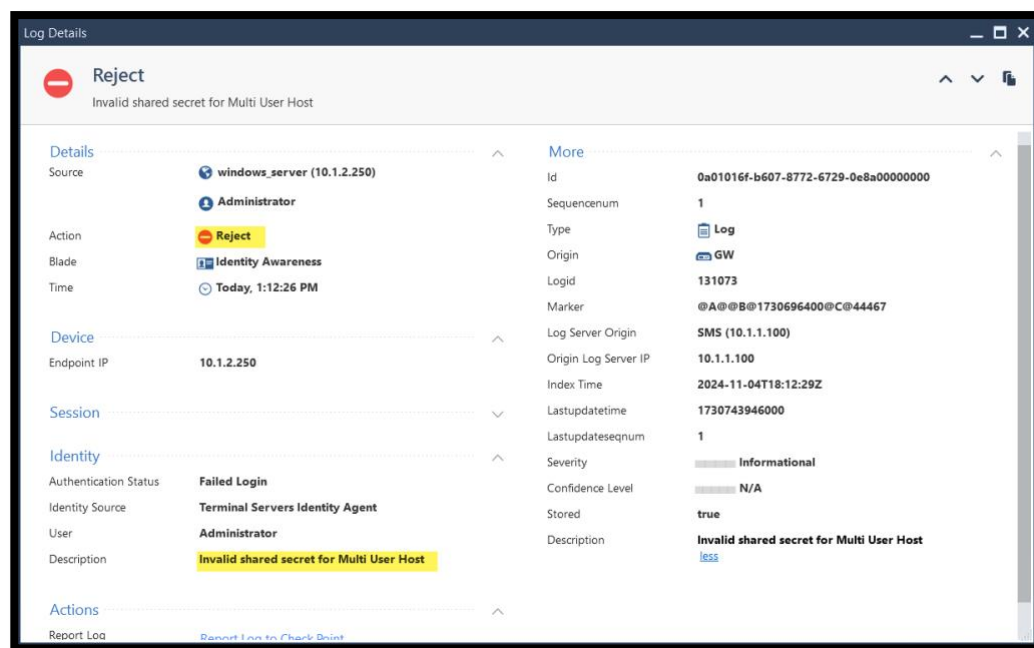 Log Details
Reject
Invalid shared secret for Multi User Host
Details
Source windows_server (10.1.2.250)
Administrator
Action Reject
Blade Identity Awareness
Time Today, 1:12:26 PM
Device
Endpoint IP 10.1.2.250
Session
Identity
Authentication Status Failed Login
Identity Source Terminal Servers Identity Agent
User Administrator
Description Invalid shared secret for Multi User Host
Actions
Report Log Report Log to Check Point
More
Id 0a01016f-b607-8772-6729-0e8a00000000
Sequencenum 1
Type Log
Origin GW
Logid 131073
Marker @A@@B@1730696400@C@44467
Log Server Origin SMS (10.1.1.100)
Origin Log Server IP 10.1.1.100
Index Time 2024-11-04T18:12:29Z
Lastupdatetime 1730743946000
Lastupdateseqnum 1
Severity Informational
Confidence Level N/A
Stored true
Description Invalid shared secret for Multi User Host
less